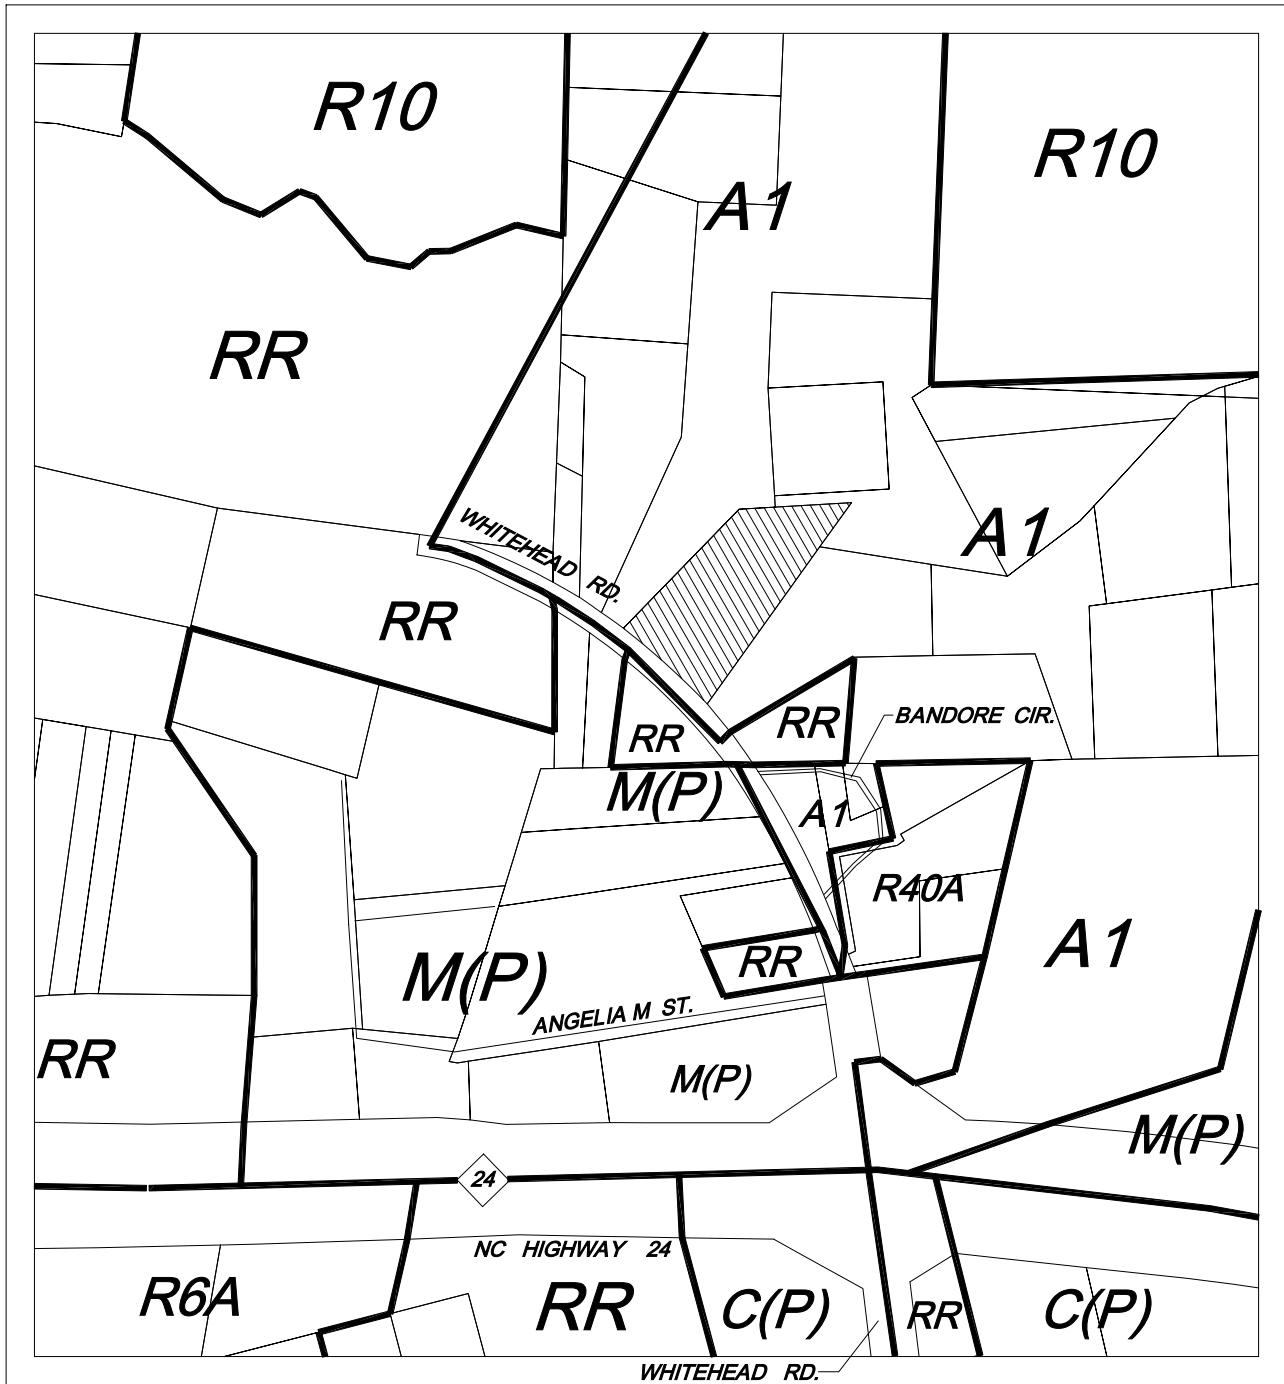 R10
R10
A1
RR
WHITEHEAD RD.
A1
RR
RR
RR
BANDORE CIR.
M(P)
A1
R40A
A1
M(P)
RR
ANGELIA M ST.
RR
M(P)
M(P)
24
NC HIGHWAY 24
R6A
RR
C(P)
RR
C(P)
WHITEHEAD RD.